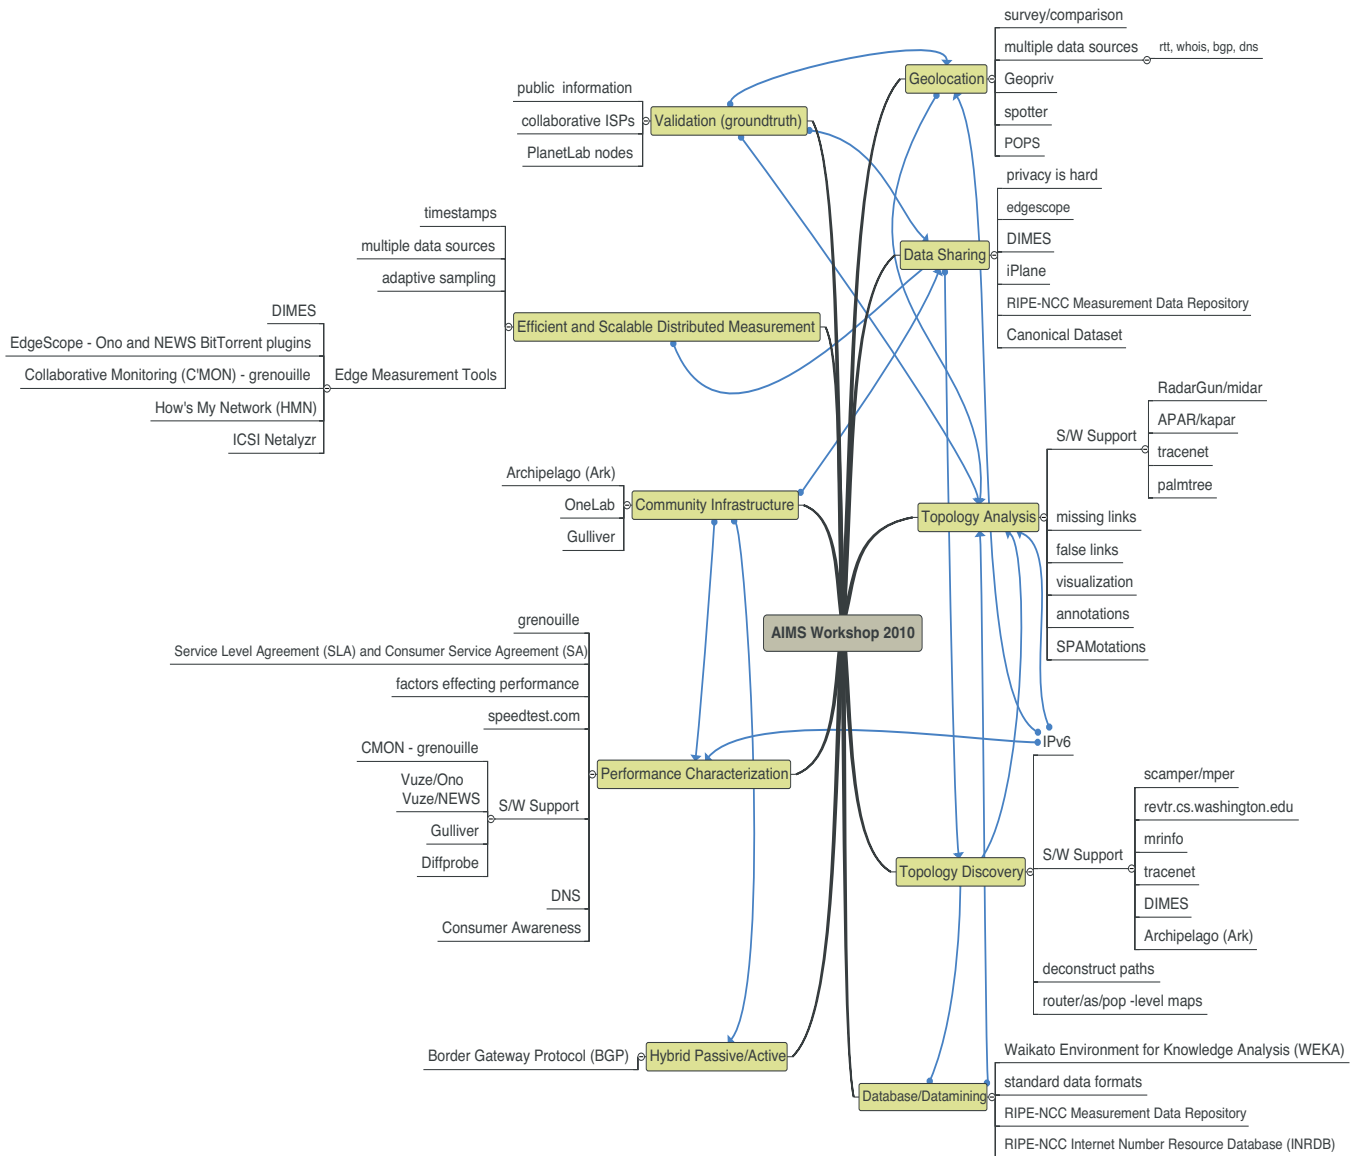 survey/comparison
multiple data sources
rtt, whois, bgp, dns
Geolocation
Geopriv
spotter
POPS
public  information
collaborative ISPs
Validation (groundtruth)
PlanetLab nodes
privacy is hard
edgescope
DIMES
Data Sharing
iPlane
RIPE-NCC Measurement Data Repository
Canonical Dataset
timestamps
multiple data sources
adaptive sampling
Efficient and Scalable Distributed Measurement
DIMES
EdgeScope - Ono and NEWS BitTorrent plugins
Collaborative Monitoring (C'MON) - grenouille
Edge Measurement Tools
How's My Network (HMN)
ICSI Netalyzr
RadarGun/midar
APAR/kapar
S/W Support
tracenet
palmtree
Topology Analysis
missing links
false links
visualization
annotations
SPAMotations
Archipelago (Ark)
OneLab
Community Infrastructure
Gulliver
AIMS Workshop 2010
grenouille
Service Level Agreement (SLA) and Consumer Service Agreement (SA)
factors effecting performance
speedtest.com
Performance Characterization
CMON - grenouille
Vuze/Ono
Vuze/NEWS
S/W Support
Gulliver
Diffprobe
DNS
Consumer Awareness
IPv6
scamper/mper
revtr.cs.washington.edu
mrinfo
S/W Support
Topology Discovery
tracenet
DIMES
Archipelago (Ark)
deconstruct paths
router/as/pop -level maps
Border Gateway Protocol (BGP)
Hybrid Passive/Active
Waikato Environment for Knowledge Analysis (WEKA)
standard data formats
Database/Datamining
RIPE-NCC Measurement Data Repository
RIPE-NCC Internet Number Resource Database (INRDB)